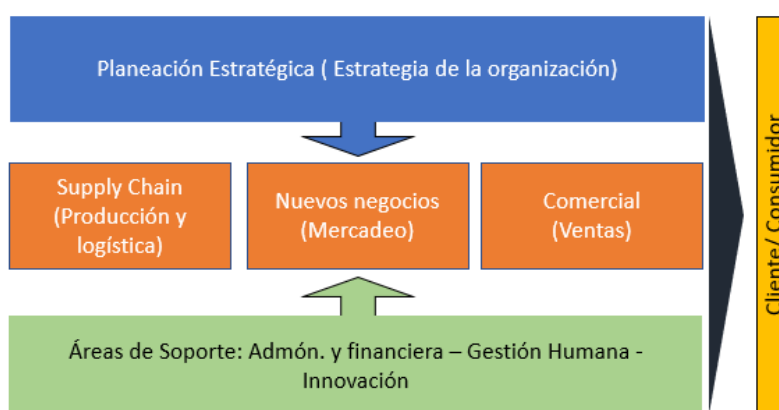 Planeación Estratégica ( Estrategia de la organización)
Supply Chain
(Producción y
logística)
Nuevos negocios
(Mercadeo)
Comercial
(Ventas)
Áreas de Soporte: Admón. y financiera – Gestión Humana -
Innovación
Cliente/ Consumidor